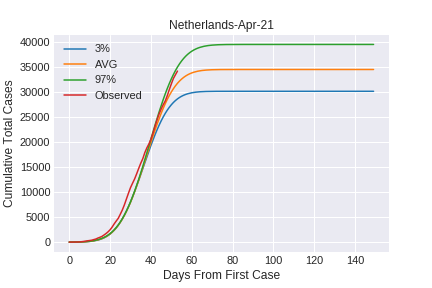 Netherlands-Apr-21
3%
AVG
97%
Observed
Cumulative Total Cases
40000
35000
30000
25000
20000
15000
10000
5000
0
0 20 40 60 80 100 120 140
Days From First Case